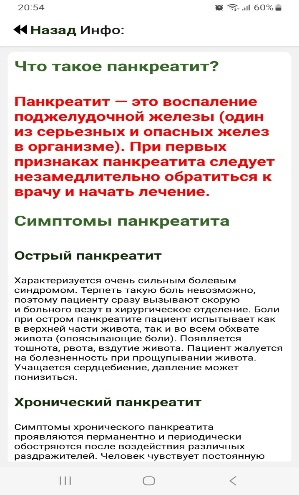 20:54
60%
Назад Инфо:
Что такое панкреатит?
Панкреатит — это воспаление
поджелудочной железы (один
из серьезных и опасных желез
в организме). При первых
признаках панкреатита следует
незамедлительно обратиться к
врачу и начать лечение.
Симптомы панкреатита
Острый панкреатит
Характеризуется очень сильным болевым
синдромом. Терпеть такую боль невозможно,
поэтому пациенту сразу вызывают скорую
и больного везут в хирургическое отделение. Боли
при остром панкреатите пациент испытывает как
в верхней части живота, так и во всем обхвате
живота (опоясывающие боли). Появляется
тошнота, рвота, вздутие живота. Пациент жалуется
на болезненность при прощупывании живота.
Учащается сердцебиение, давление может
понизиться.
Хронический панкреатит
Симптомы хронического панкреатита
проявляются перманентно и периодически
обостряются после воздействия различных
раздражителей. Человек чувствует постоянную